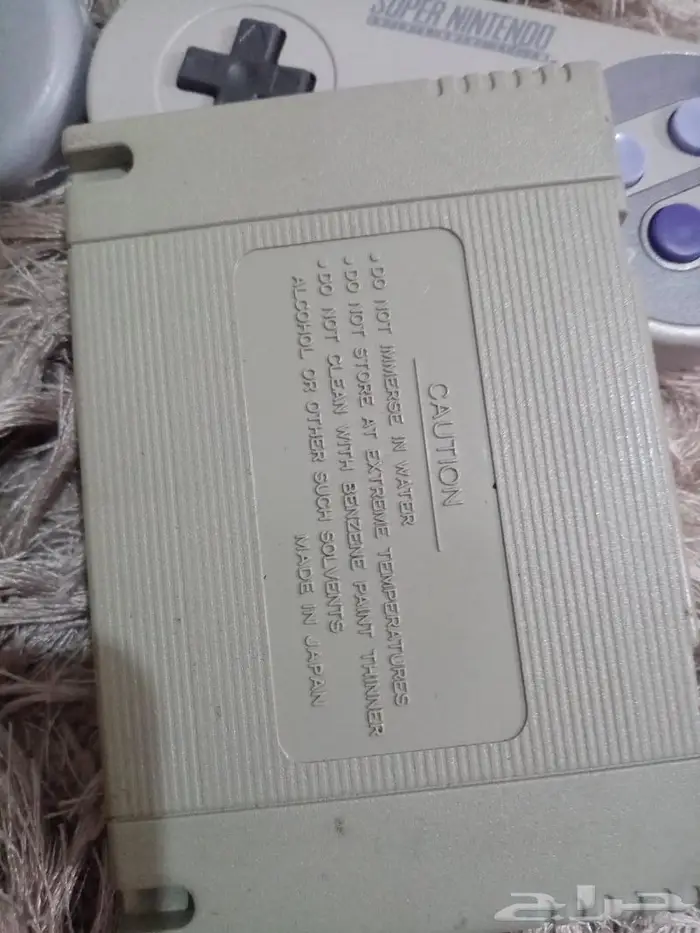 SUPER NINTENDO
CAUTION
• DO NOT IMMERSE IN WATER
• DO NOT STORE AT EXTREME TEMPERATURES
• DO NOT CLEAN WITH BENZENE PAINT THINNER
ALCOHOL OR OTHER SUCH SOLVENTS
MADE IN JAPAN
حراج